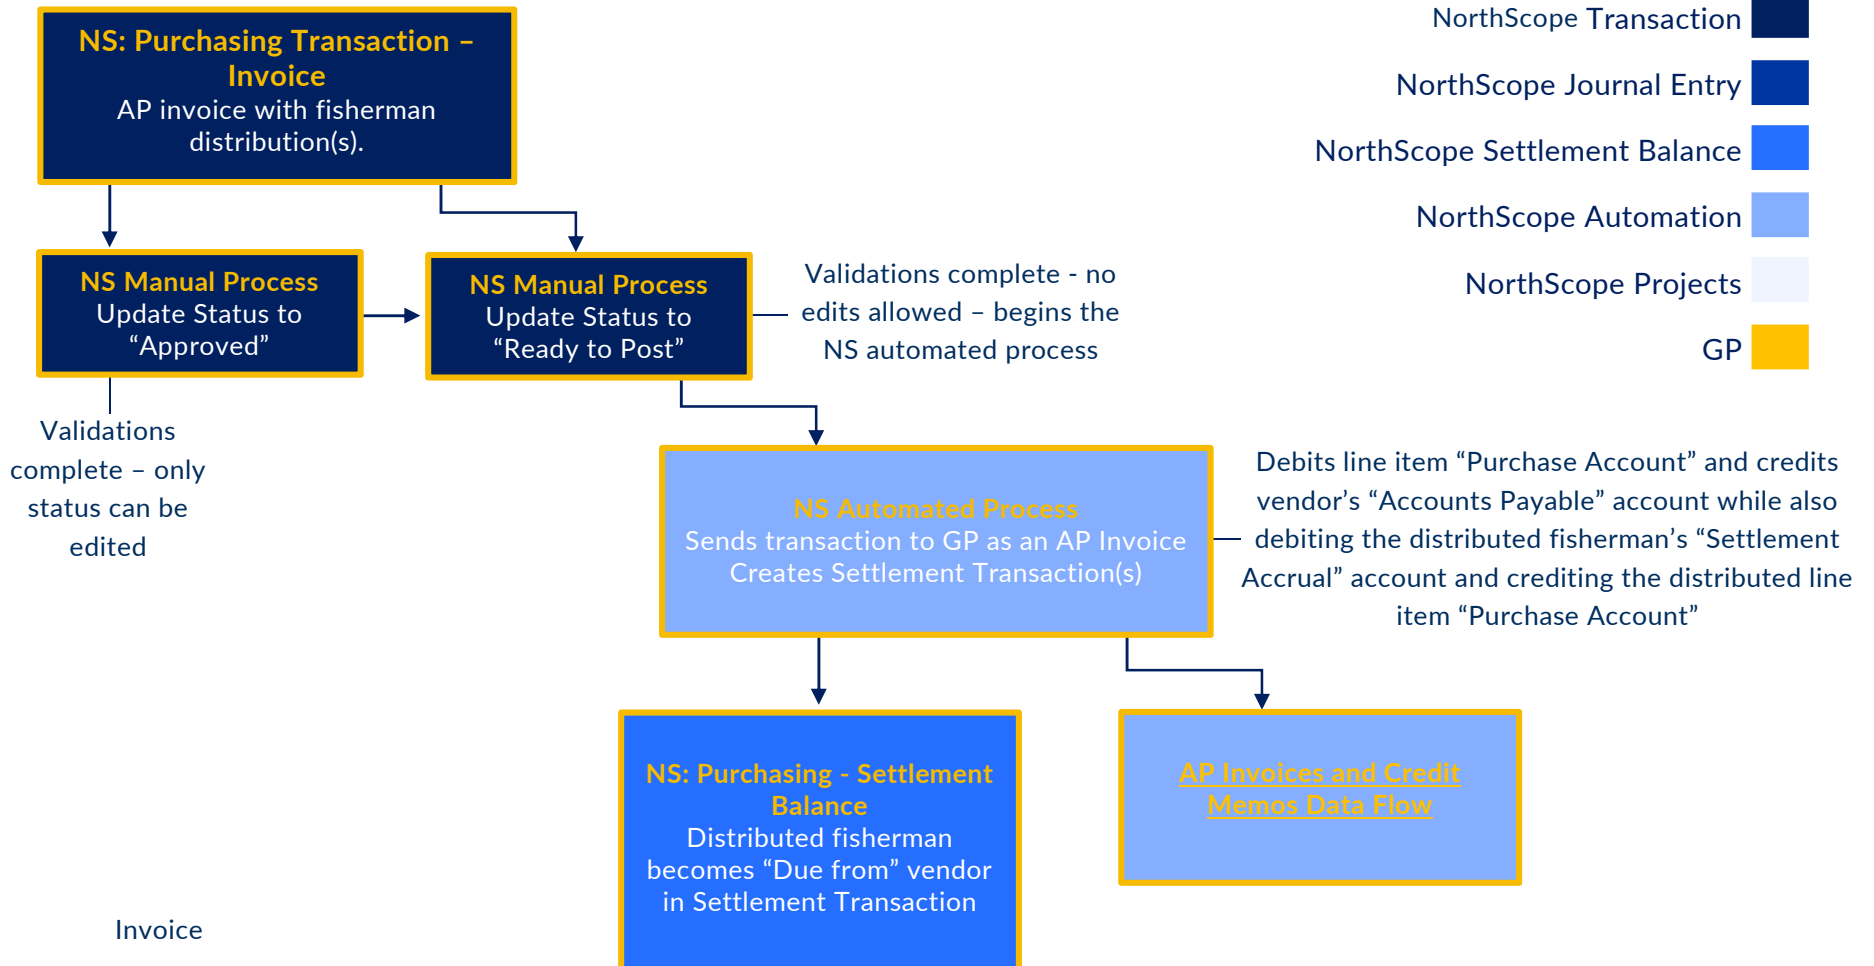 NS: Purchasing Transaction –
Invoice
AP invoice with fisherman
distribution(s).
NorthScope Transaction
NorthScope Journal Entry
NorthScope Settlement Balance
NorthScope Automation
NorthScope Projects
GP
NS Manual Process
Update Status to
“Approved”
NS Manual Process
Update Status to
“Ready to Post”
Validations complete - no
edits allowed – begins the
NS automated process
Validations
complete – only
status can be
edited
NS Automated Process
Sends transaction to GP as an AP Invoice
Creates Settlement Transaction(s)
Debits line item “Purchase Account” and credits
vendor’s “Accounts Payable” account while also
debiting the distributed fisherman’s “Settlement
Accrual” account and crediting the distributed line
item “Purchase Account”
NS: Purchasing - Settlement
Balance
Distributed fisherman
becomes “Due from” vendor
in Settlement Transaction
AP Invoices and Credit
Memos Data Flow
Invoice